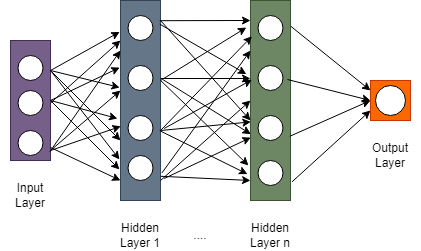 Input
Layer
Hidden
Layer 1
....
Hidden
Layer n
Output
Layer